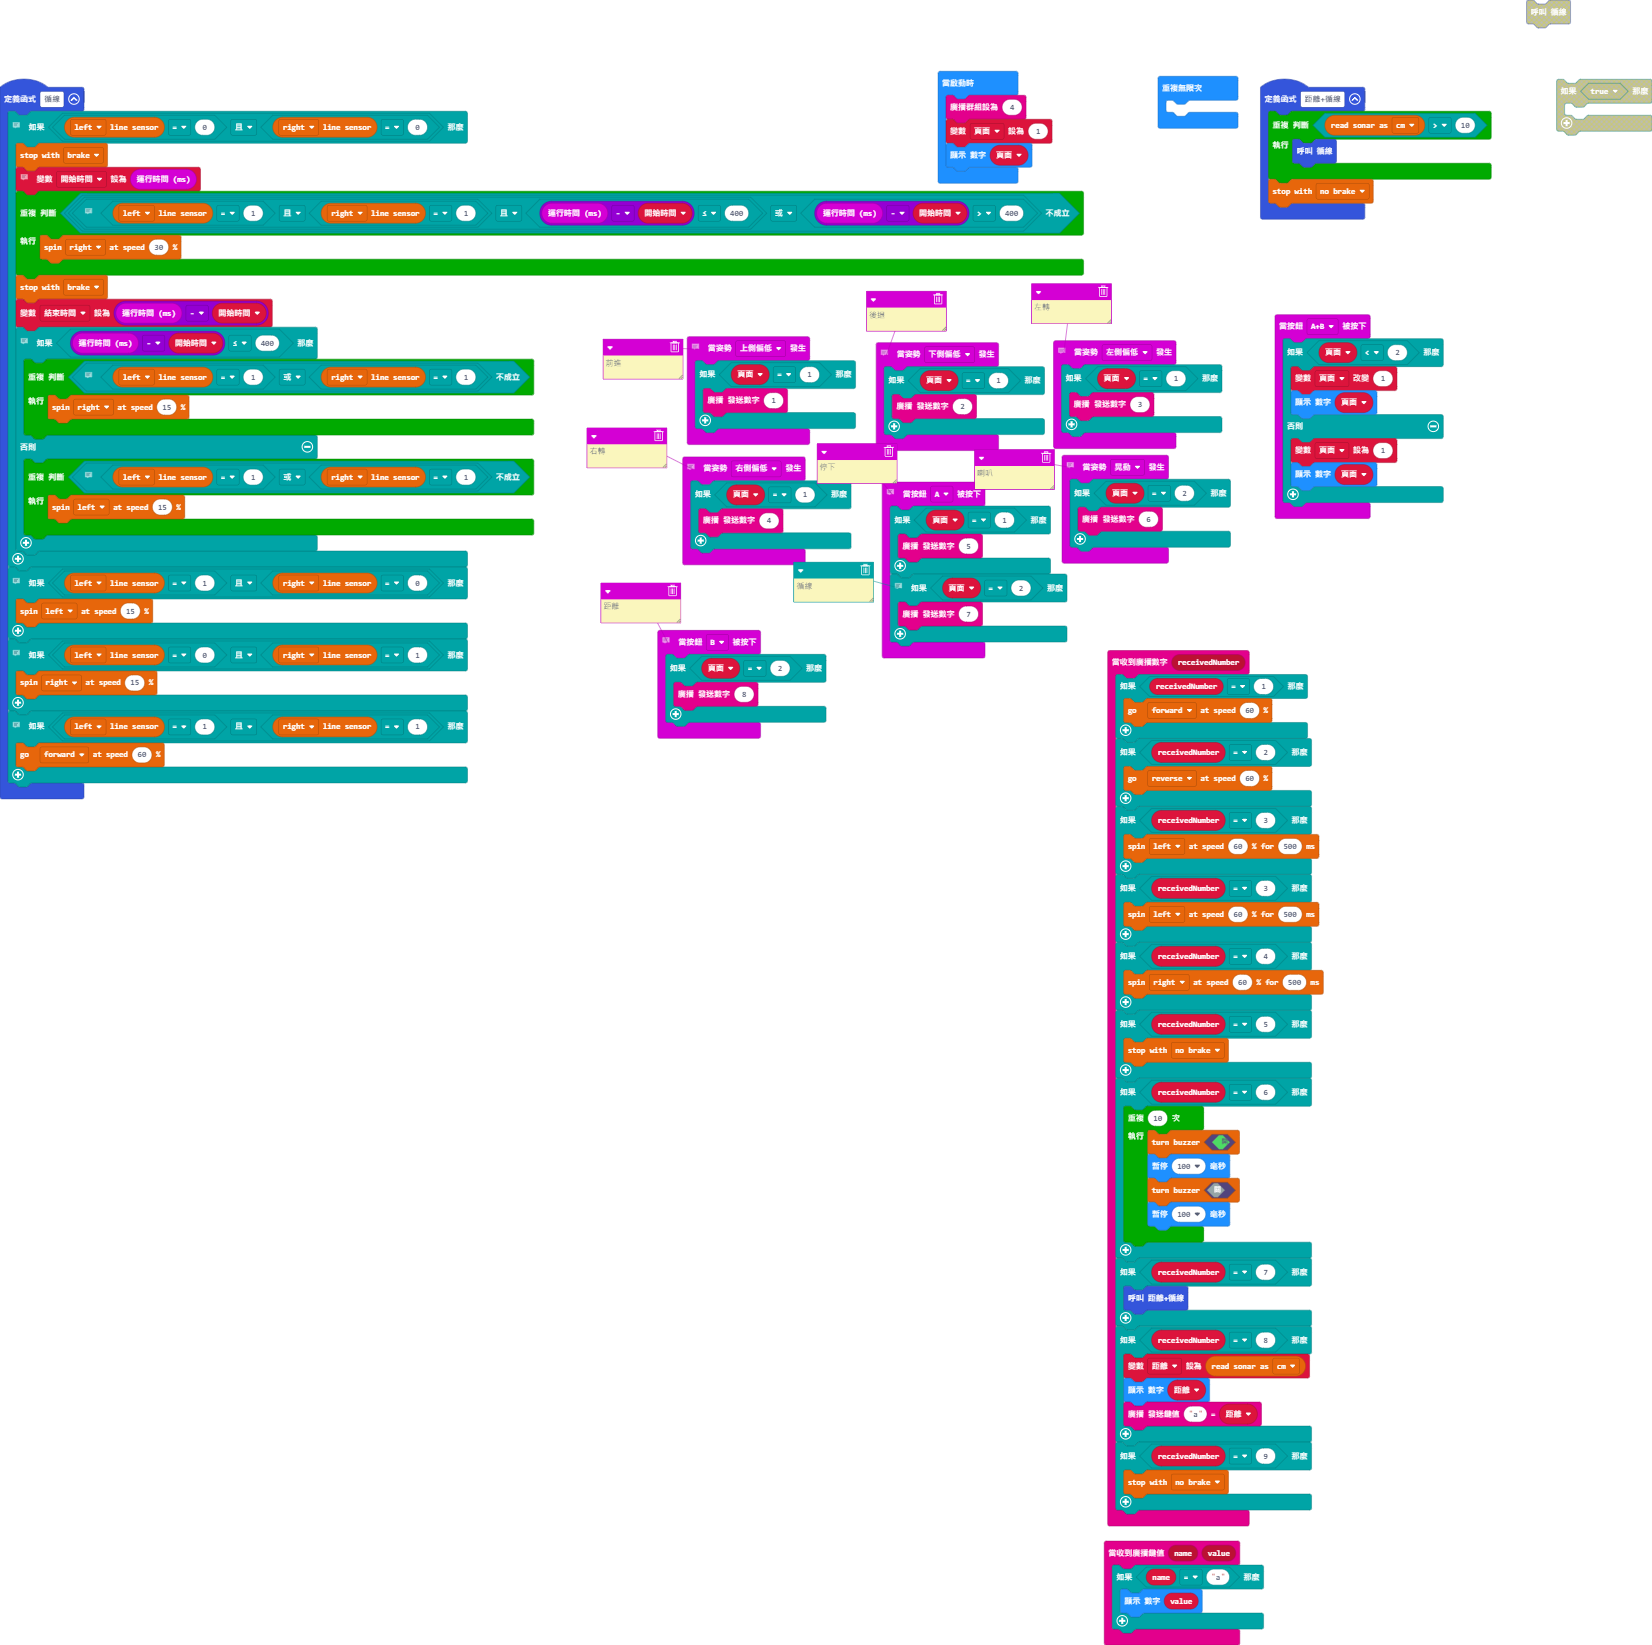 呼叫 循線
定義函式 循線
如果 left line sensor = 0 且 right line sensor = 0 那麼
stop with brake
變數 開始時間 設為 運行時間 (ms)
重複 判斷 left line sensor = 1 且 right line sensor = 1 且 運行時間 (ms) - 開始時間 ≤ 400 或 運行時間 (ms) - 開始時間 > 400 不成立
執行 spin right at speed 30 %
stop with brake
變數 結束時間 設為 運行時間 (ms) - 開始時間
如果 運行時間 (ms) - 開始時間 ≤ 400 那麼
重複 判斷 left line sensor = 1 或 right line sensor = 1 不成立
執行 spin right at speed 15 %
否則
重複 判斷 left line sensor = 1 或 right line sensor = 1 不成立
執行 spin left at speed 15 %
如果 left line sensor = 1 且 right line sensor = 0 那麼
spin left at speed 15 %
如果 left line sensor = 0 且 right line sensor = 1 那麼
spin right at speed 15 %
如果 left line sensor = 1 且 right line sensor = 1 那麼
go forward at speed 60 %
當啟動時
廣播群組設為 4
變數 頁面 設為 1
顯示 數字 頁面
重複無限次
定義函式 距離+循線
重複 判斷 read sonar as cm > 10
執行 呼叫 循線
stop with no brake
如果 true 那麼
前進
當姿勢 上側偏低 發生
如果 頁面 = 1 那麼
廣播 發送數字 1
後退
當姿勢 下側偏低 發生
如果 頁面 = 1 那麼
廣播 發送數字 2
左轉
當姿勢 左側偏低 發生
如果 頁面 = 1 那麼
廣播 發送數字 3
當按鈕 A+B 被按下
如果 頁面 < 2 那麼
變數 頁面 改變 1
顯示 數字 頁面
否則
變數 頁面 設為 1
顯示 數字 頁面
右轉
當姿勢 右側偏低 發生
如果 頁面 = 1 那麼
廣播 發送數字 4
停下
當按鈕 A 被按下
如果 頁面 = 1 那麼
廣播 發送數字 5
循線
如果 頁面 = 2 那麼
廣播 發送數字 7
喇叭
當姿勢 晃動 發生
如果 頁面 = 2 那麼
廣播 發送數字 6
距離
當按鈕 B 被按下
如果 頁面 = 2 那麼
廣播 發送數字 8
當收到廣播數字 receivedNumber
如果 receivedNumber = 1 那麼
go forward at speed 60 %
如果 receivedNumber = 2 那麼
go reverse at speed 60 %
如果 receivedNumber = 3 那麼
spin left at speed 60 % for 500 ms
如果 receivedNumber = 3 那麼
spin left at speed 60 % for 500 ms
如果 receivedNumber = 4 那麼
spin right at speed 60 % for 500 ms
如果 receivedNumber = 5 那麼
stop with no brake
如果 receivedNumber = 6 那麼
重複 10 次
執行 turn buzzer
暫停 100 毫秒
turn buzzer
暫停 100 毫秒
如果 receivedNumber = 7 那麼
呼叫 距離+循線
如果 receivedNumber = 8 那麼
變數 距離 設為 read sonar as cm
顯示 數字 距離
廣播 發送鍵值 "a" = 距離
如果 receivedNumber = 9 那麼
stop with no brake
當收到廣播鍵值 name value
如果 name = "a" 那麼
顯示 數字 value